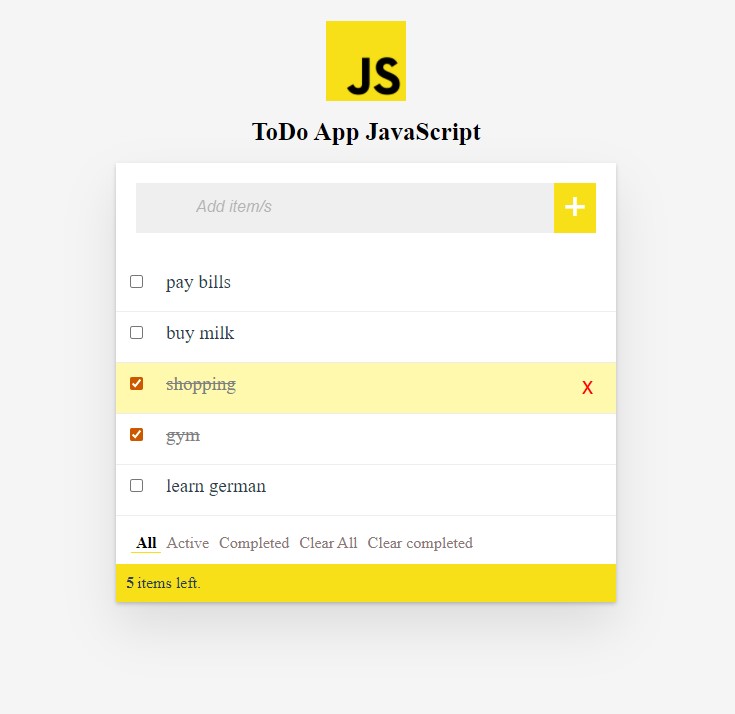 JS
ToDo App JavaScript
Add item/s
+
pay bills
buy milk
shopping
X
gym
learn german
All Active Completed Clear All Clear completed
5 items left.